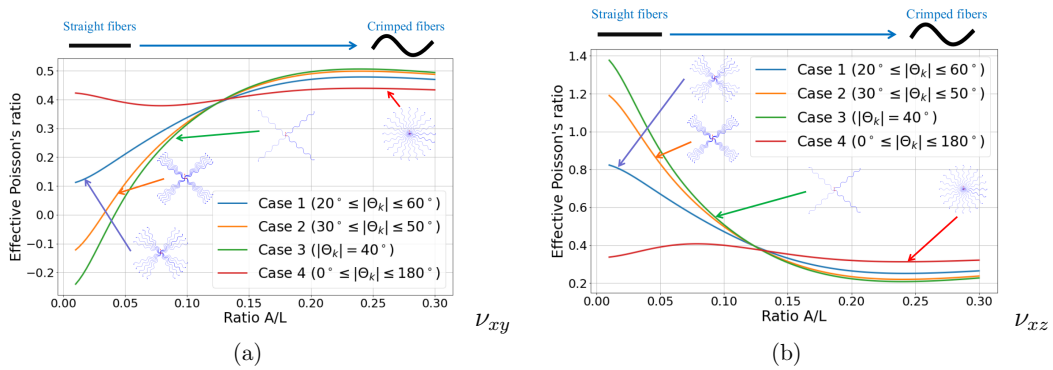 Straight fibers
Crimped fibers
Effective Poisson's ratio
0.5
0.4
0.3
0.2
0.1
0.0
−0.1
−0.2
Case 1 (20° ≤ |Θk| ≤ 60°)
Case 2 (30° ≤ |Θk| ≤ 50°)
Case 3 (|Θk| = 40°)
Case 4 (0° ≤ |Θk| ≤ 180°)
0.00 0.05 0.10 0.15 0.20 0.25 0.30
Ratio A/L
νxy
(a)
Straight fibers
Crimped fibers
Effective Poisson's ratio
1.4
1.2
1.0
0.8
0.6
0.4
0.2
Case 1 (20° ≤ |Θk| ≤ 60°)
Case 2 (30° ≤ |Θk| ≤ 50°)
Case 3 (|Θk| = 40°)
Case 4 (0° ≤ |Θk| ≤ 180°)
0.00 0.05 0.10 0.15 0.20 0.25 0.30
Ratio A/L
νxz
(b)